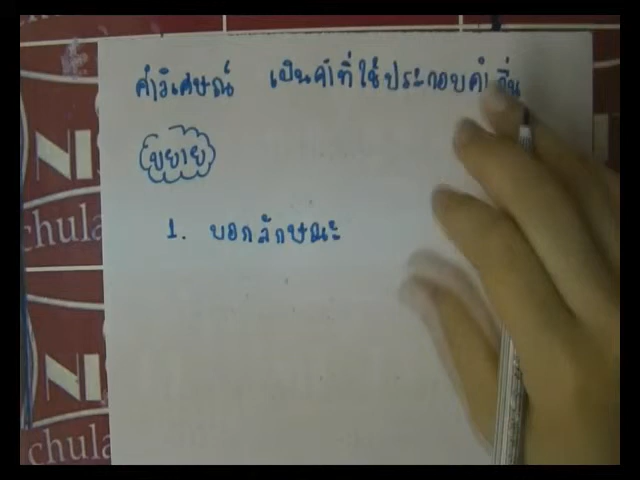 คำวิเศษณ์ เป็นคำที่ใช้ประกอบคำอื่น
ขยาย
1. บอกลักษณะ
chula
chula